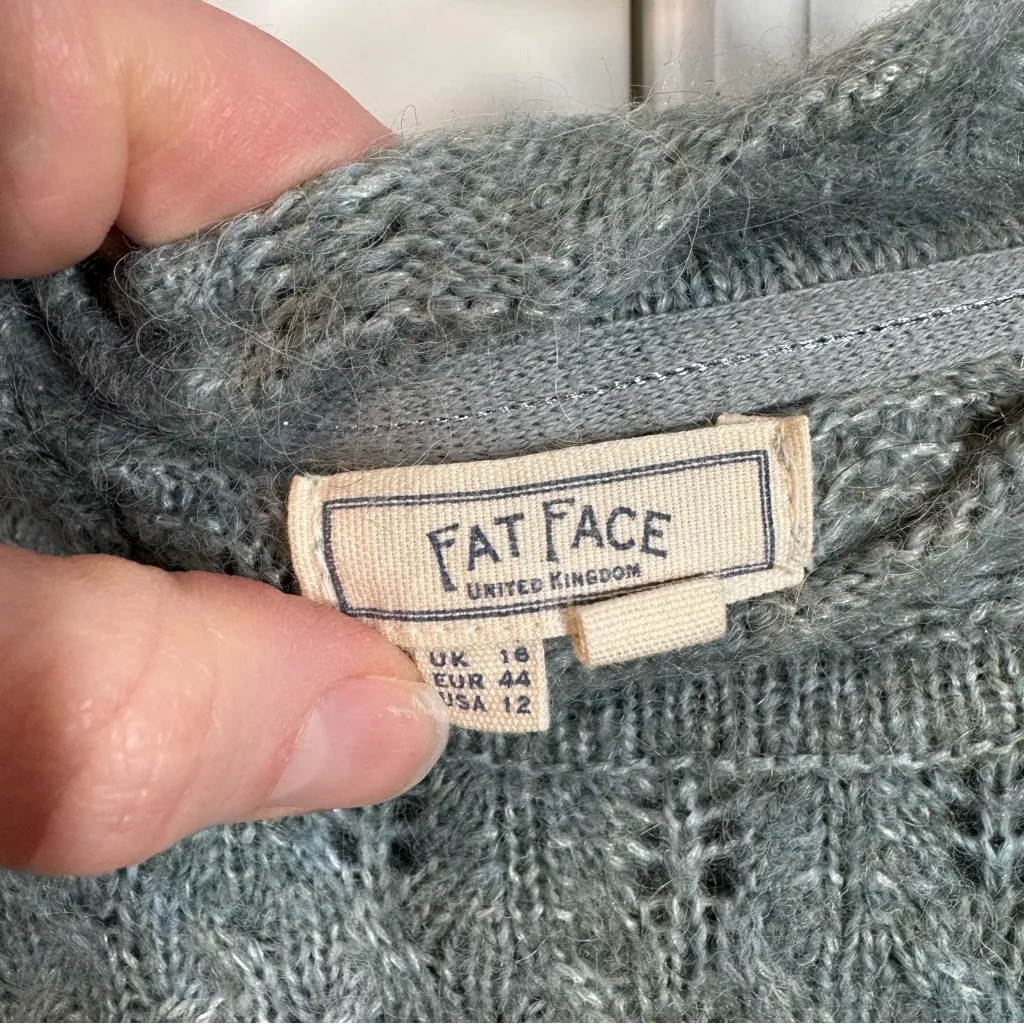 FAT FACE
UNITED KINGDOM
UK 16
EUR 44
USA 12